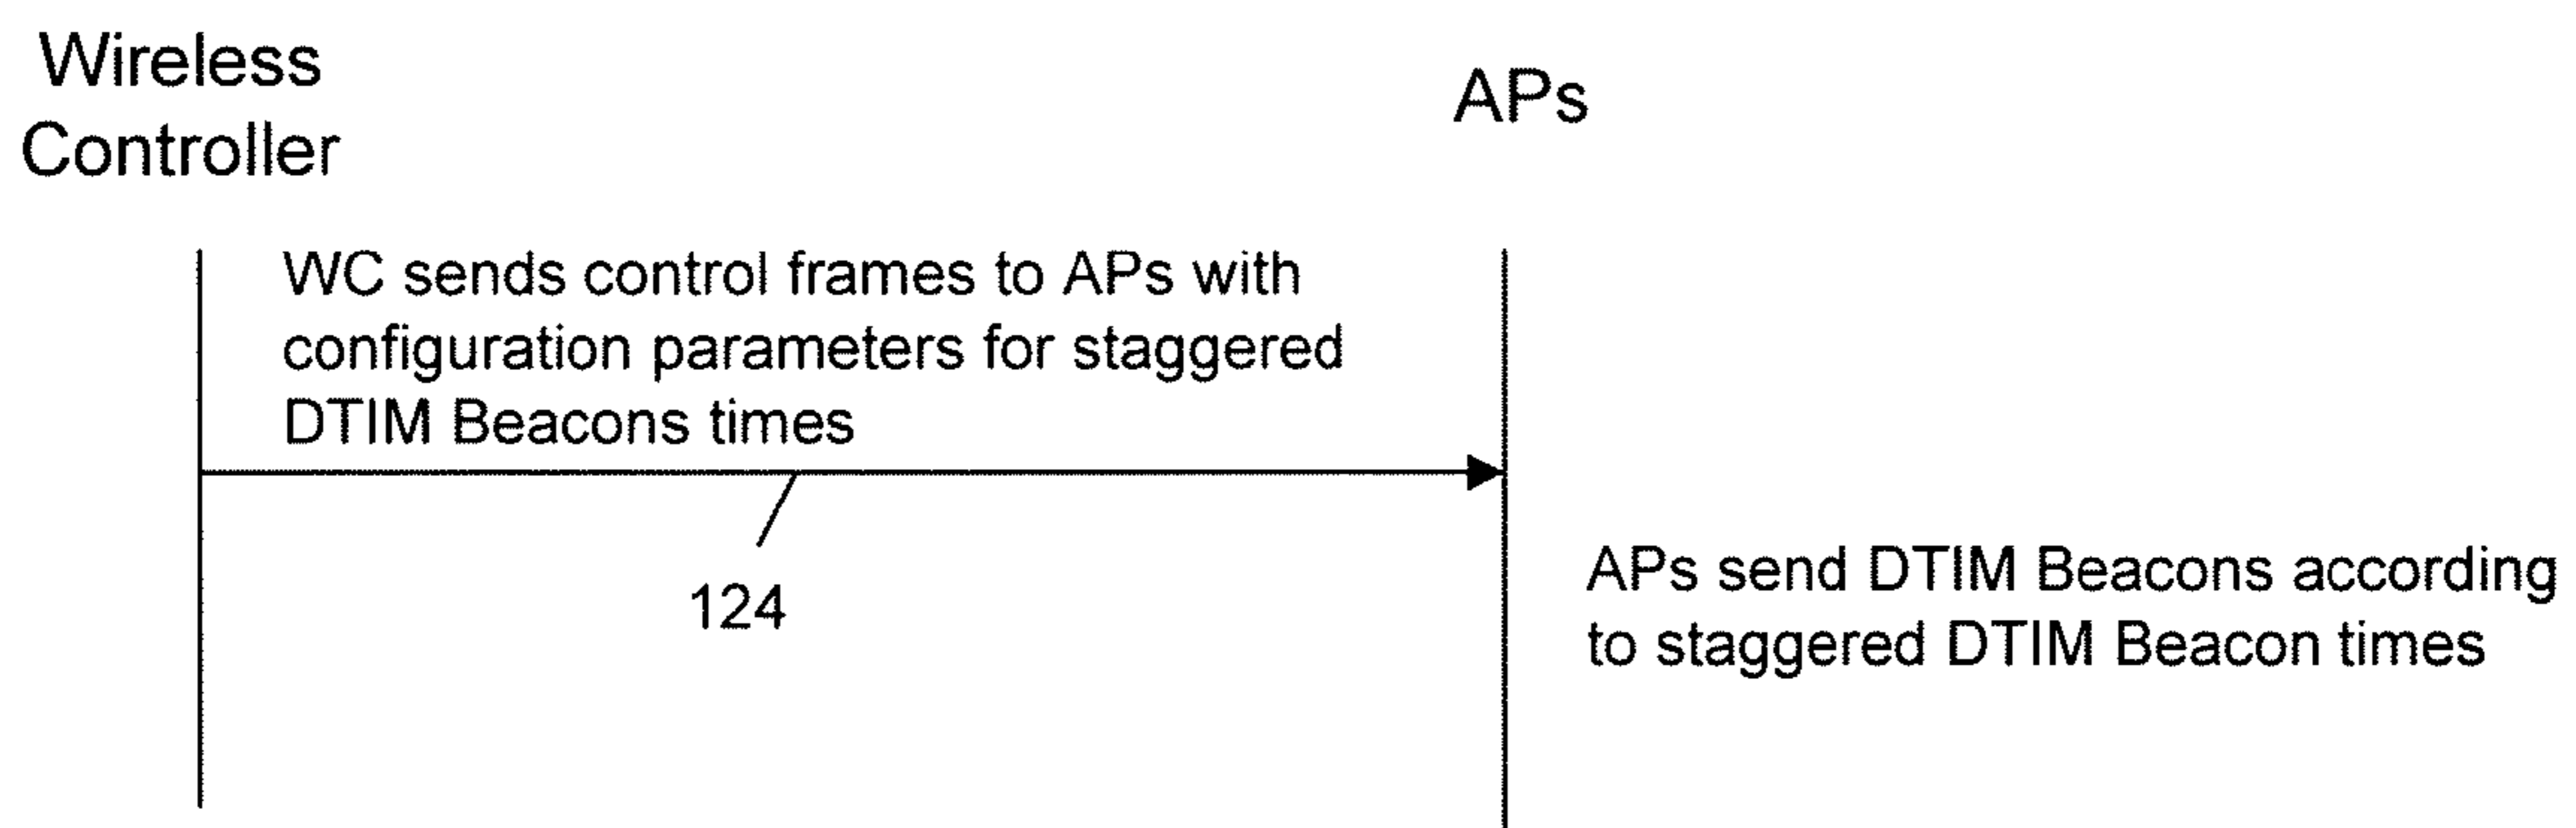 Wireless
Controller
APs
WC sends control frames to APs with
configuration parameters for staggered
DTIM Beacons times
124
APs send DTIM Beacons according
to staggered DTIM Beacon times